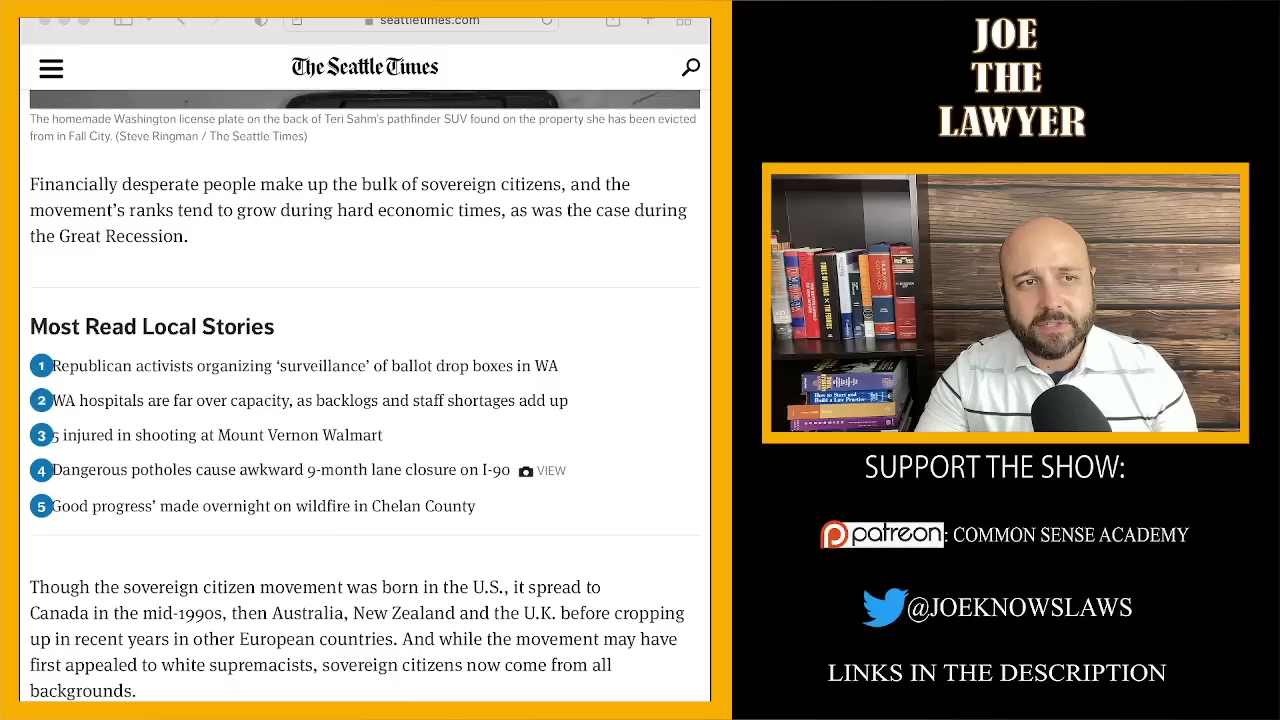 seattletimes.com
The Seattle Times
The homemade Washington license plate on the back of Teri Sahm's pathfinder SUV found on the property she has been evicted
from in Fall City. (Steve Ringman / The Seattle Times)
Financially desperate people make up the bulk of sovereign citizens, and the
movement's ranks tend to grow during hard economic times, as was the case during
the Great Recession.
Most Read Local Stories
1 Republican activists organizing ‘surveillance’ of ballot drop boxes in WA
2 WA hospitals are far over capacity, as backlogs and staff shortages add up
3 5 injured in shooting at Mount Vernon Walmart
4 Dangerous potholes cause awkward 9-month lane closure on I-90 VIEW
5 Good progress’ made overnight on wildfire in Chelan County
Though the sovereign citizen movement was born in the U.S., it spread to
Canada in the mid-1990s, then Australia, New Zealand and the U.K. before cropping
up in recent years in other European countries. And while the movement may have
first appealed to white supremacists, sovereign citizens now come from all
backgrounds.
JOE
THE
LAWYER
How to Start and
Build a Law Practice
SUPPORT THE SHOW:
patreon: COMMON SENSE ACADEMY
@JOEKNOWSLAWS
LINKS IN THE DESCRIPTION